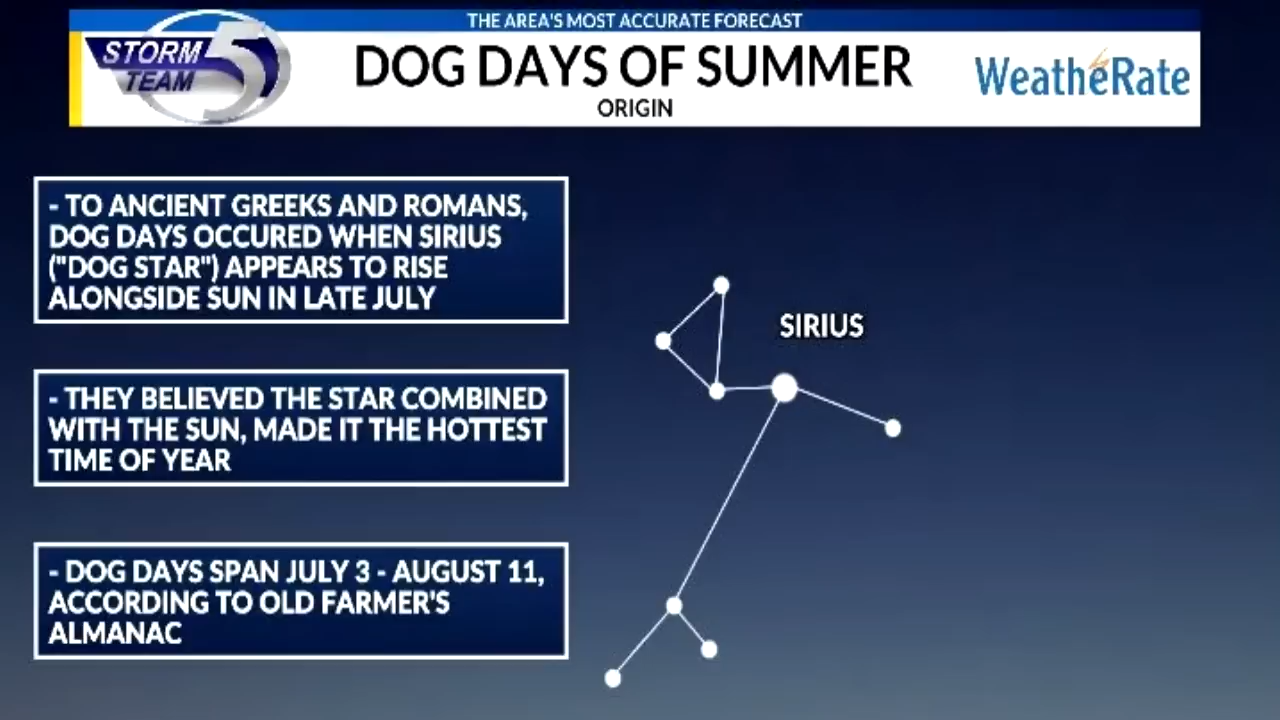 THE AREA'S MOST ACCURATE FORECAST
STORM
TEAM
5
DOG DAYS OF SUMMER
ORIGIN
WeatheRate
- TO ANCIENT GREEKS AND ROMANS,
DOG DAYS OCCURED WHEN SIRIUS
("DOG STAR") APPEARS TO RISE
ALONGSIDE SUN IN LATE JULY
SIRIUS
- THEY BELIEVED THE STAR COMBINED
WITH THE SUN, MADE IT THE HOTTEST
TIME OF YEAR
- DOG DAYS SPAN JULY 3 - AUGUST 11,
ACCORDING TO OLD FARMER'S
ALMANAC